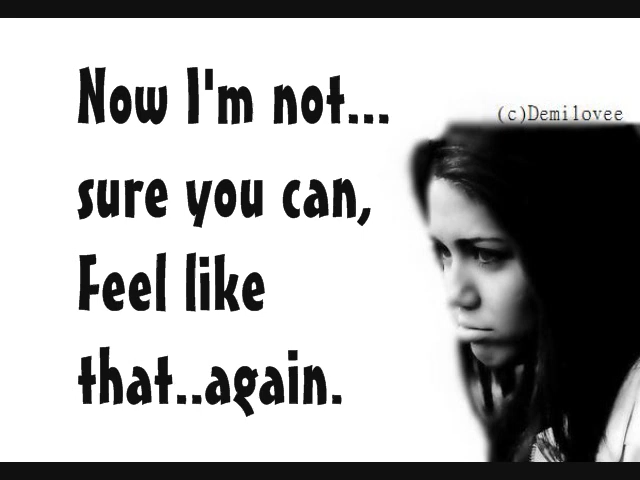 Now I'm not...
(c)Demilovee
sure you can,
Feel like
that..again.